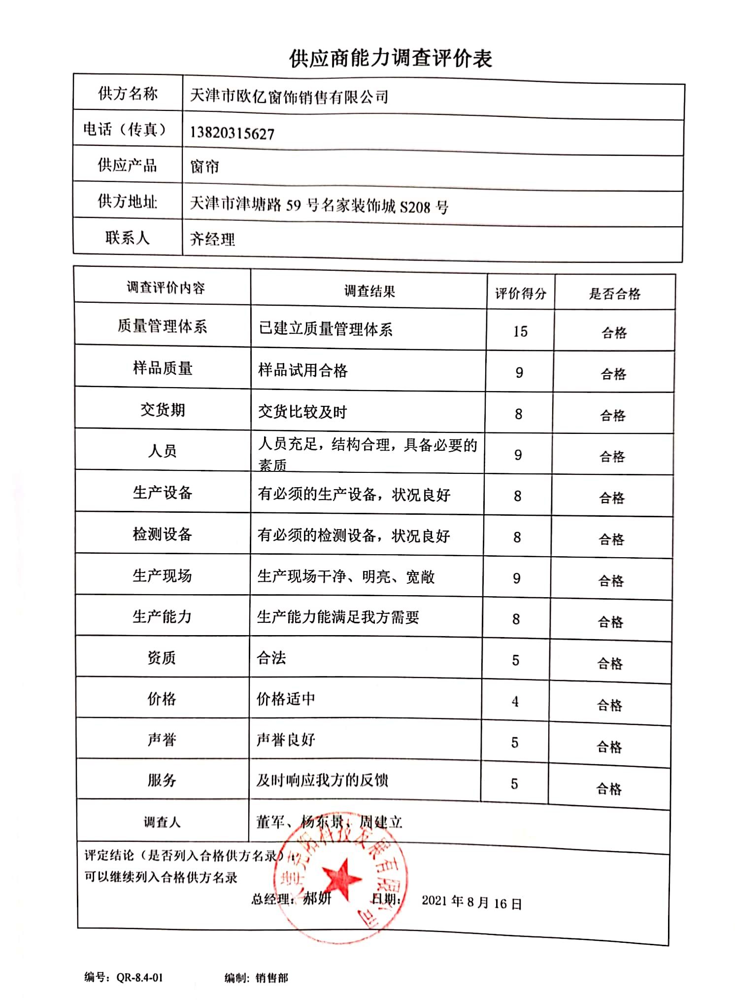 供应商能力调查评价表
供方名称 天津市欧亿窗饰销售有限公司
电话（传真） 13820315627
供应产品 窗帘
供方地址 天津市津塘路 59 号名家装饰城 S208 号
联系人 齐经理
调查评价内容 调查结果 评价得分 是否合格
质量管理体系 已建立质量管理体系 15 合格
样品质量 样品试用合格 9 合格
交货期 交货比较及时 8 合格
人员 人员充足，结构合理，具备必要的
素质 9 合格
生产设备 有必须的生产设备，状况良好 8 合格
检测设备 有必须的检测设备，状况良好 8 合格
生产现场 生产现场干净、明亮、宽敞 9 合格
生产能力 生产能力能满足我方需要 8 合格
资质 合法 5 合格
价格 价格适中 4 合格
声誉 声誉良好 5 合格
服务 及时响应我方的反馈 5 合格
调查人 董军、杨东景、周建立
评定结论（是否列入合格供方名录）：
可以继续列入合格供方名录
总经理：郝妍 日期： 2021 年 8 月 16 日
科技发展有限公司
编号：QR-8.4-01 编制：销售部